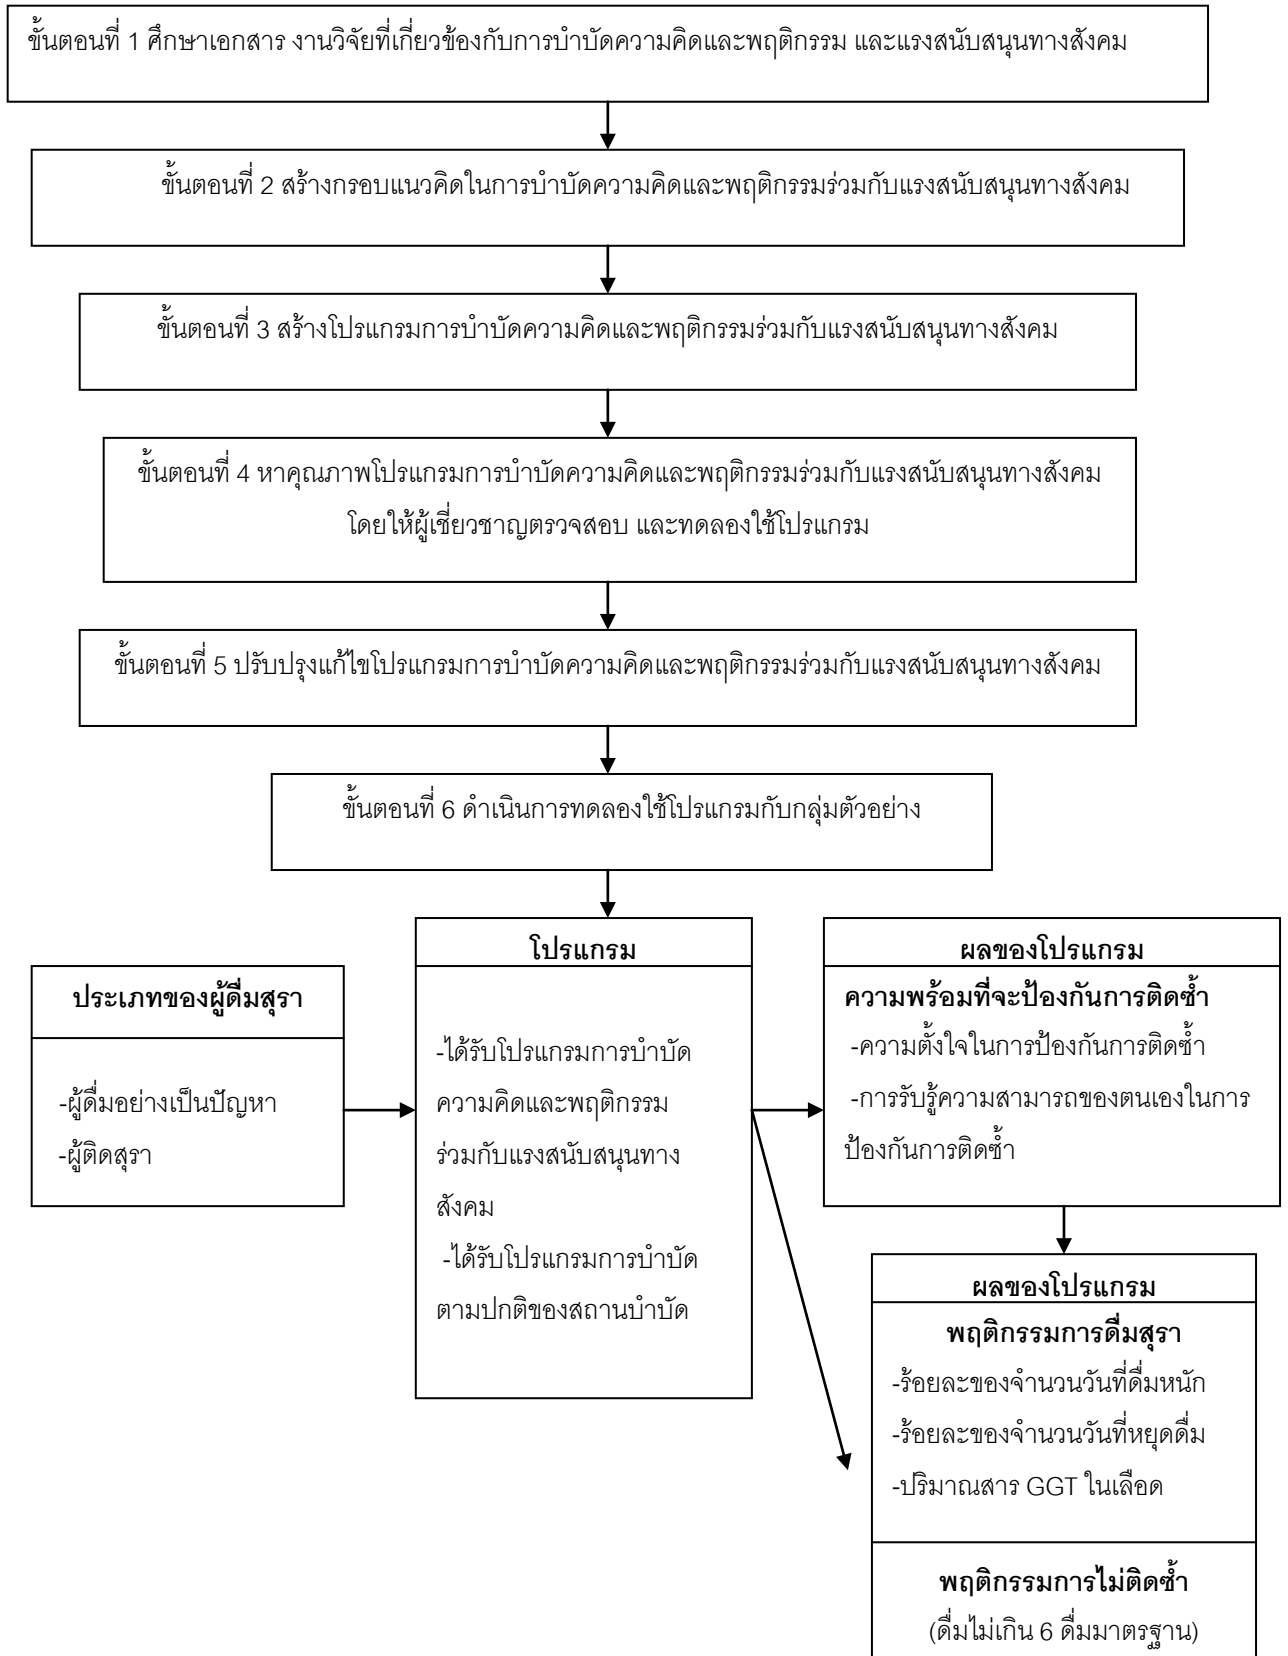 ขั้นตอนที่ 1 ศึกษาเอกสาร งานวิจัยที่เกี่ยวข้องกับการบำบัดความคิดและพฤติกรรม และแรงสนับสนุนทางสังคม
ขั้นตอนที่ 2 สร้างกรอบแนวคิดในการบำบัดความคิดและพฤติกรรมร่วมกับแรงสนับสนุนทางสังคม
ขั้นตอนที่ 3 สร้างโปรแกรมการบำบัดความคิดและพฤติกรรมร่วมกับแรงสนับสนุนทางสังคม
ขั้นตอนที่ 4 หาคุณภาพโปรแกรมการบำบัดความคิดและพฤติกรรมร่วมกับแรงสนับสนุนทางสังคม
โดยให้ผู้เชี่ยวชาญตรวจสอบ และทดลองใช้โปรแกรม
ขั้นตอนที่ 5 ปรับปรุงแก้ไขโปรแกรมการบำบัดความคิดและพฤติกรรมร่วมกับแรงสนับสนุนทางสังคม
ขั้นตอนที่ 6 ดำเนินการทดลองใช้โปรแกรมกับกลุ่มตัวอย่าง
ประเภทของผู้ดื่มสุรา
-ผู้ดื่มอย่างเป็นปัญหา
-ผู้ติดสุรา
โปรแกรม
-ได้รับโปรแกรมการบำบัด
ความคิดและพฤติกรรม
ร่วมกับแรงสนับสนุนทาง
สังคม
-ได้รับโปรแกรมการบำบัด
ตามปกติของสถานบำบัด
ผลของโปรแกรม
ความพร้อมที่จะป้องกันการติดซ้ำ
-ความตั้งใจในการป้องกันการติดซ้ำ
-การรับรู้ความสามารถของตนเองในการ
ป้องกันการติดซ้ำ
ผลของโปรแกรม
พฤติกรรมการดื่มสุรา
-ร้อยละของจำนวนวันที่ดื่มหนัก
-ร้อยละของจำนวนวันที่หยุดดื่ม
-ปริมาณสาร GGT ในเลือด
พฤติกรรมการไม่ติดซ้ำ
(ดื่มไม่เกิน 6 ดื่มมาตรฐาน)